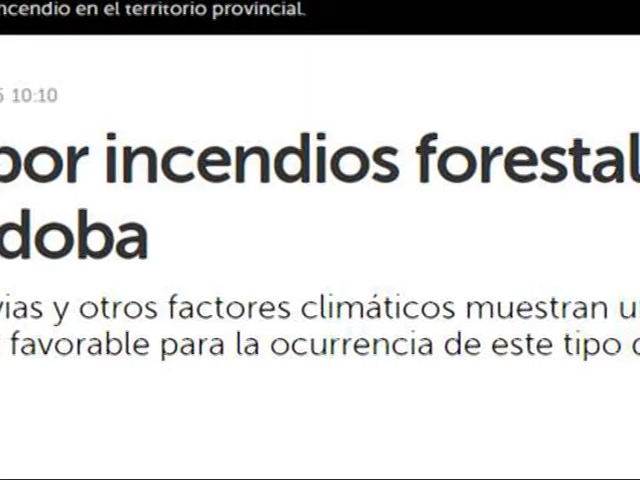 ncendio en el territorio provincial.
10:10
por incendios forestal
doba
vias y otros factores climáticos muestran u
favorable para la ocurrencia de este tipo